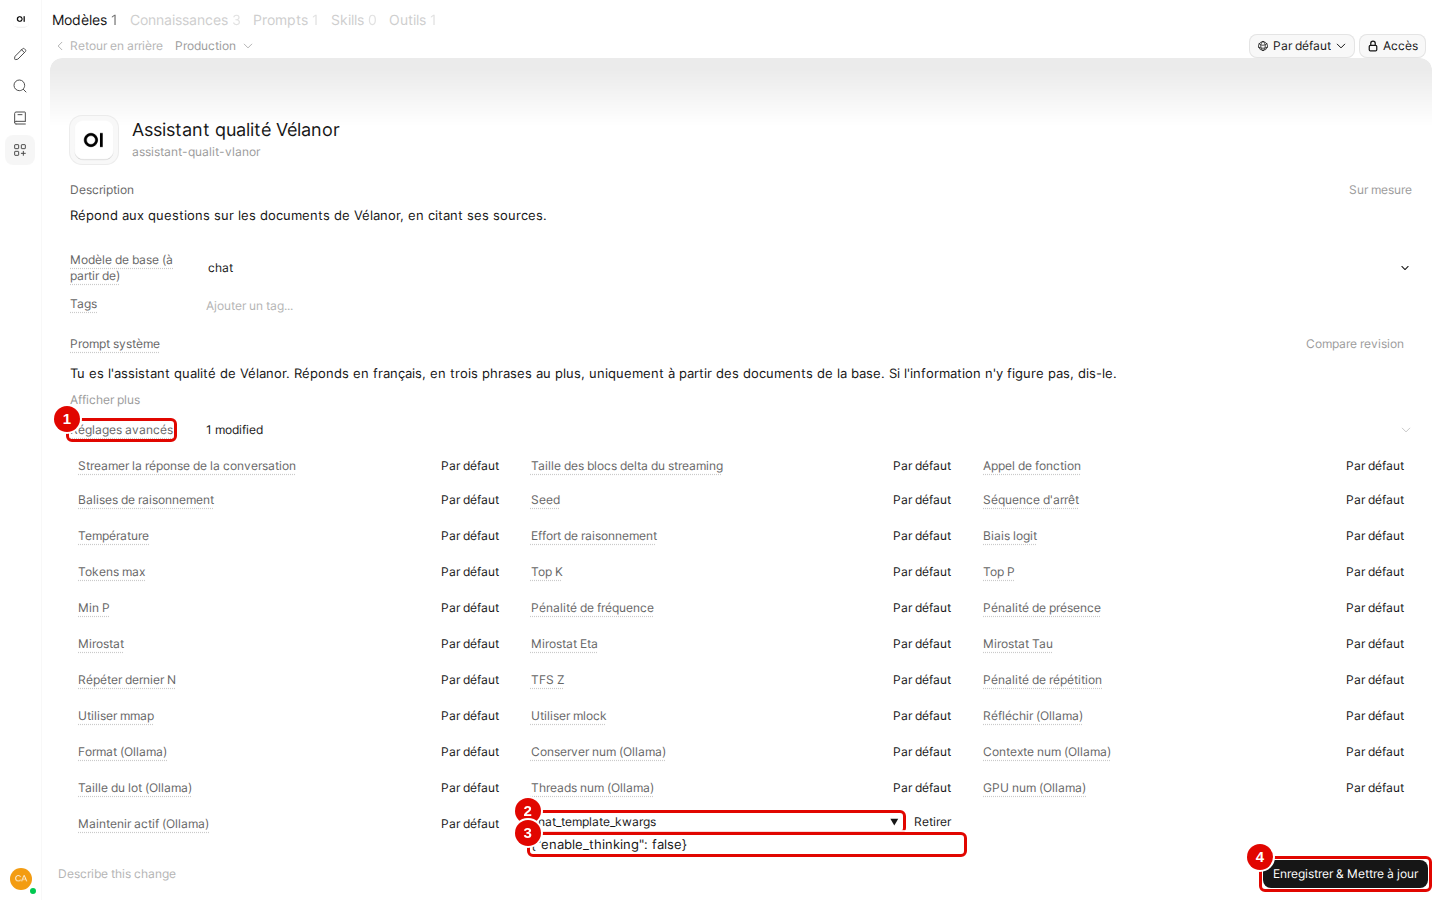 OI
Modèles 1 Connaissances 3 Prompts 1 Skills 0 Outils 1
Retour en arrière Production
Par défaut Accès
OI
Assistant qualité Vélanor
assistant-qualit-vlanor
Description Sur mesure
Répond aux questions sur les documents de Vélanor, en citant ses sources.
Modèle de base (à
partir de) chat
Tags Ajouter un tag...
Prompt système Compare revision
Tu es l'assistant qualité de Vélanor. Réponds en français, en trois phrases au plus, uniquement à partir des documents de la base. Si l'information n'y figure pas, dis-le.
Afficher plus
1
Réglages avancés 1 modified
Streamer la réponse de la conversation Par défaut Taille des blocs delta du streaming Par défaut Appel de fonction Par défaut
Balises de raisonnement Par défaut Seed Par défaut Séquence d'arrêt Par défaut
Température Par défaut Effort de raisonnement Par défaut Biais logit Par défaut
Tokens max Par défaut Top K Par défaut Top P Par défaut
Min P Par défaut Pénalité de fréquence Par défaut Pénalité de présence Par défaut
Mirostat Par défaut Mirostat Eta Par défaut Mirostat Tau Par défaut
Répéter dernier N Par défaut TFS Z Par défaut Pénalité de répétition Par défaut
Utiliser mmap Par défaut Utiliser mlock Par défaut Réfléchir (Ollama) Par défaut
Format (Ollama) Par défaut Conserver num (Ollama) Par défaut Contexte num (Ollama) Par défaut
Taille du lot (Ollama) Par défaut Threads num (Ollama) Par défaut GPU num (Ollama) Par défaut
Maintenir actif (Ollama) Par défaut 2 chat_template_kwargs Retirer
3 {"enable_thinking": false}
4
CA Describe this change Enregistrer & Mettre à jour